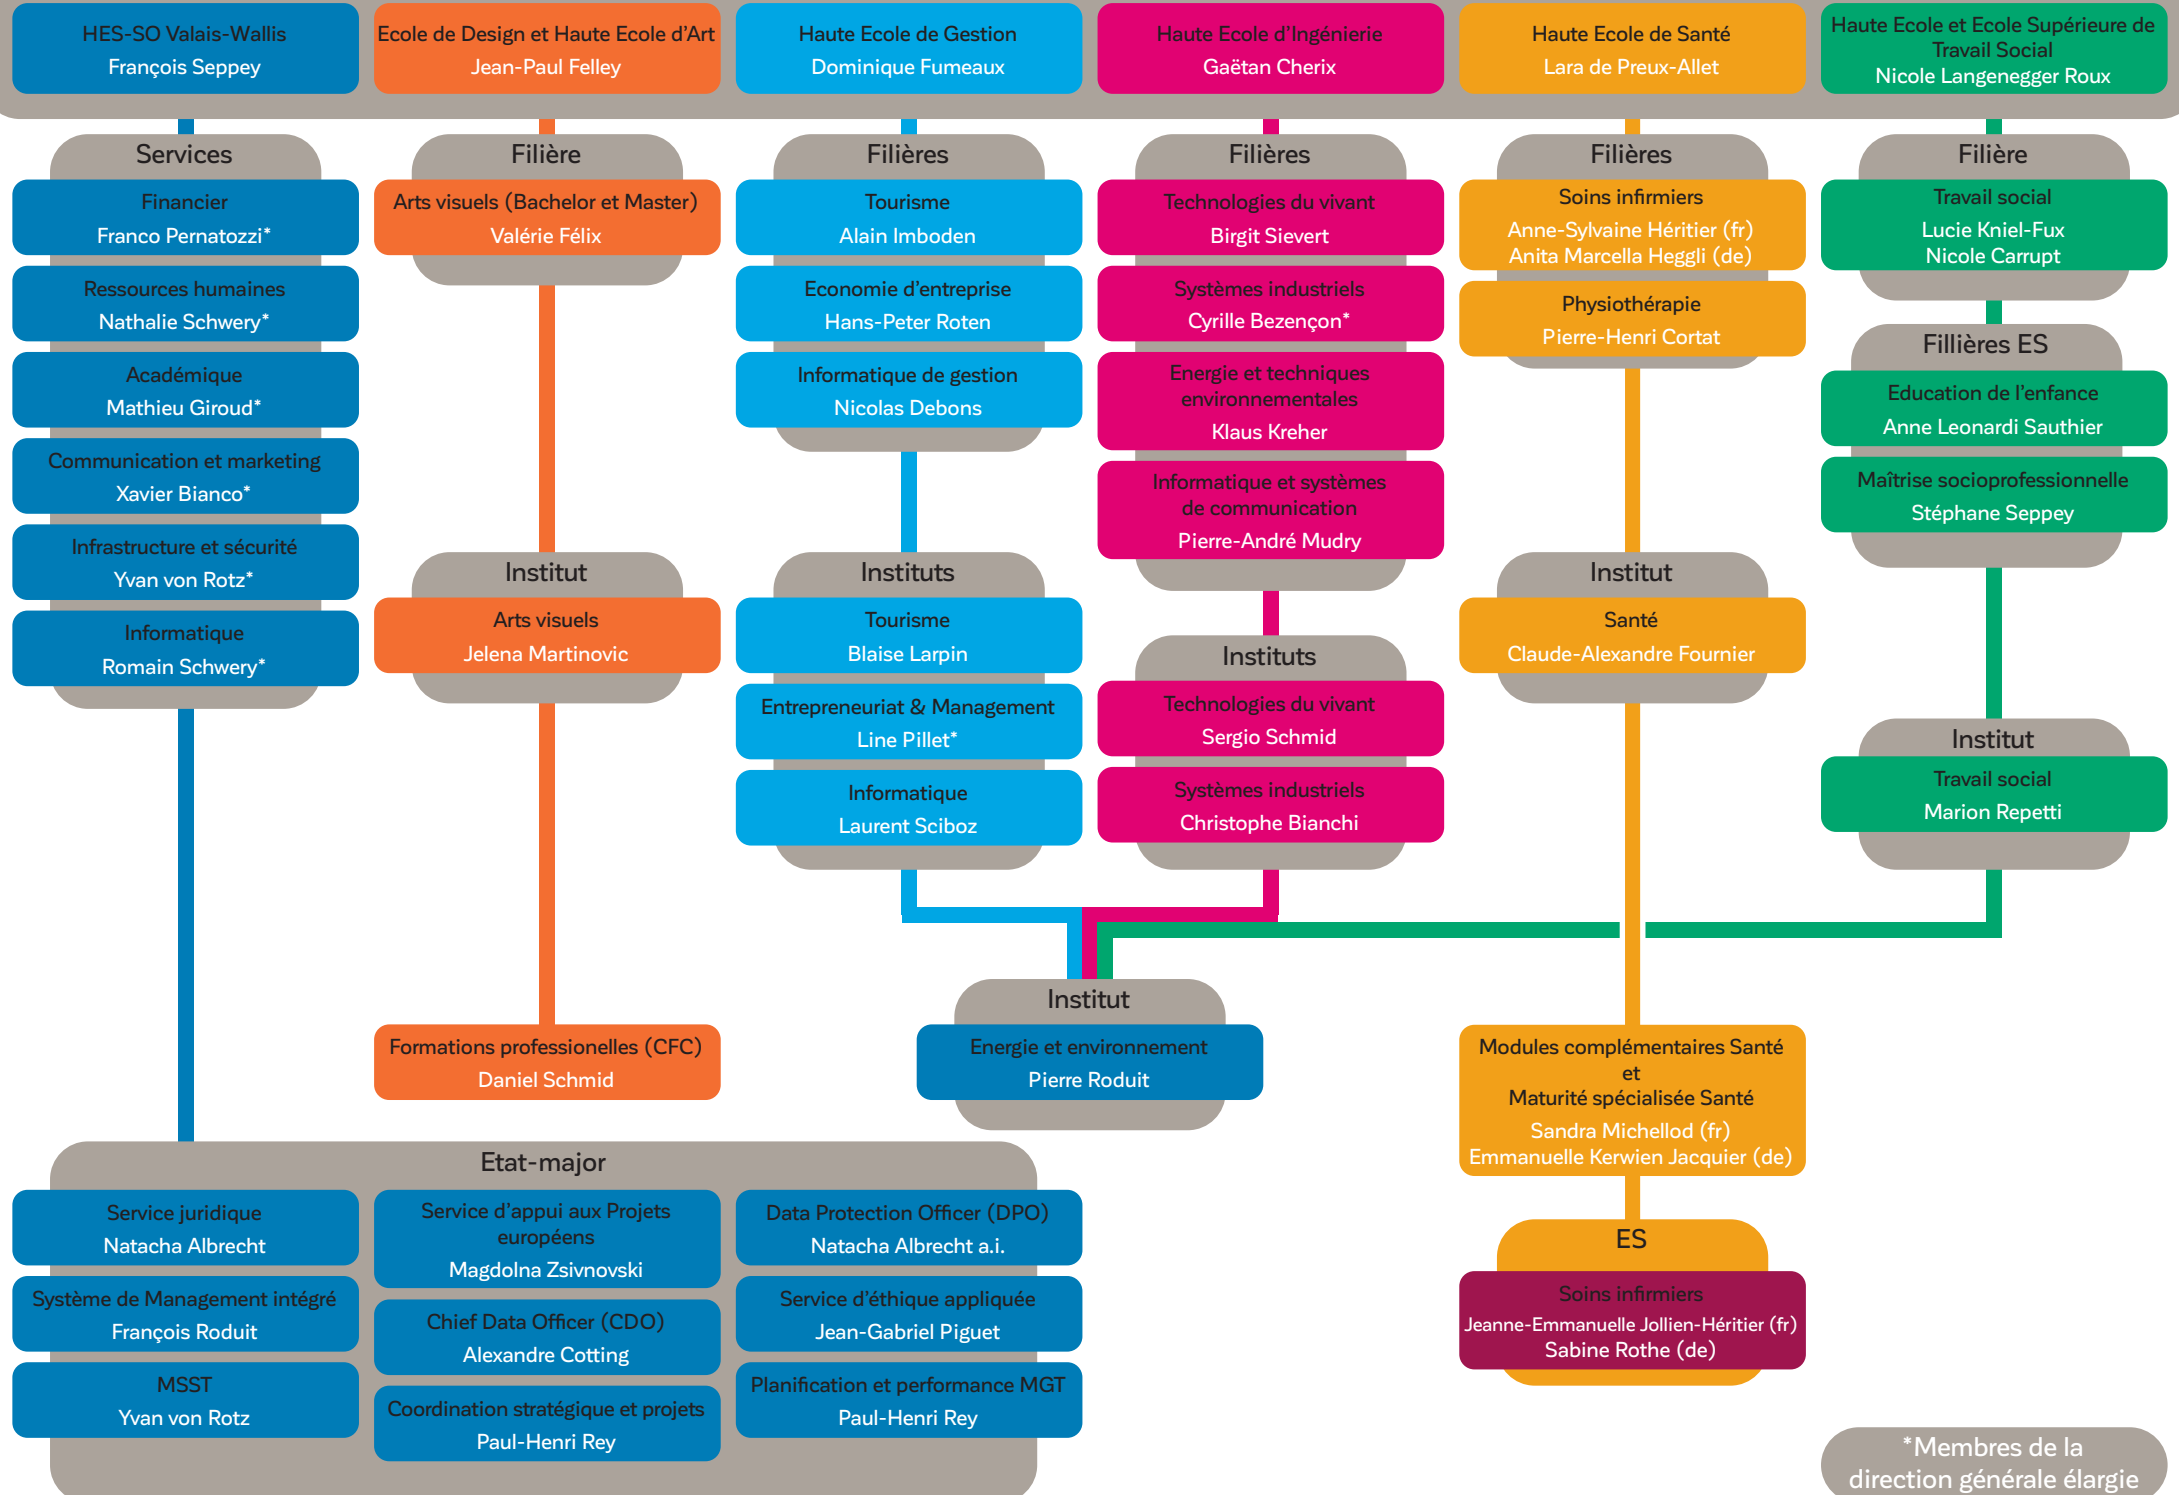 HES-SO Valais-Wallis
François Seppey
Ecole de Design et Haute Ecole d'Art
Jean-Paul Felley
Haute Ecole de Gestion
Dominique Fumeaux
Haute Ecole d'Ingénierie
Gaëtan Cherix
Haute Ecole de Santé
Lara de Preux-Allet
Haute Ecole et Ecole Supérieure de
Travail Social
Nicole Langenegger Roux
Services
Financier
Franco Pernatozzi*
Ressources humaines
Nathalie Schwery*
Académique
Mathieu Giroud*
Communication et marketing
Xavier Bianco*
Infrastructure et sécurité
Yvan von Rotz*
Informatique
Romain Schwery*
Filière
Arts visuels (Bachelor et Master)
Valérie Félix
Institut
Arts visuels
Jelena Martinovic
Formations professionelles (CFC)
Daniel Schmid
Filières
Tourisme
Alain Imboden
Economie d'entreprise
Hans-Peter Roten
Informatique de gestion
Nicolas Debons
Instituts
Tourisme
Blaise Larpin
Entrepreneuriat & Management
Line Pillet*
Informatique
Laurent Sciboz
Filières
Technologies du vivant
Birgit Sievert
Systèmes industriels
Cyrille Bezençon*
Energie et techniques
environnementales
Klaus Kreher
Informatique et systèmes
de communication
Pierre-André Mudry
Instituts
Technologies du vivant
Sergio Schmid
Systèmes industriels
Christophe Bianchi
Institut
Energie et environnement
Pierre Roduit
Filières
Soins infirmiers
Anne-Sylvaine Héritier (fr)
Anita Marcella Heggli (de)
Physiothérapie
Pierre-Henri Cortat
Institut
Santé
Claude-Alexandre Fournier
Modules complémentaires Santé
et
Maturité spécialisée Santé
Sandra Michellod (fr)
Emmanuelle Kerwien Jacquier (de)
ES
Soins infirmiers
Jeanne-Emmanuelle Jollien-Héritier (fr)
Sabine Rothe (de)
Filière
Travail social
Lucie Kniel-Fux
Nicole Carrupt
Fillières ES
Education de l'enfance
Anne Leonardi Sauthier
Maîtrise socioprofessionnelle
Stéphane Seppey
Institut
Travail social
Marion Repetti
Etat-major
Service juridique
Natacha Albrecht
Système de Management intégré
François Roduit
MSST
Yvan von Rotz
Service d'appui aux Projets
européens
Magdolna Zsivnovski
Chief Data Officer (CDO)
Alexandre Cotting
Coordination stratégique et projets
Paul-Henri Rey
Data Protection Officer (DPO)
Natacha Albrecht a.i.
Service d'éthique appliquée
Jean-Gabriel Piguet
Planification et performance MGT
Paul-Henri Rey
*Membres de la
direction générale élargie